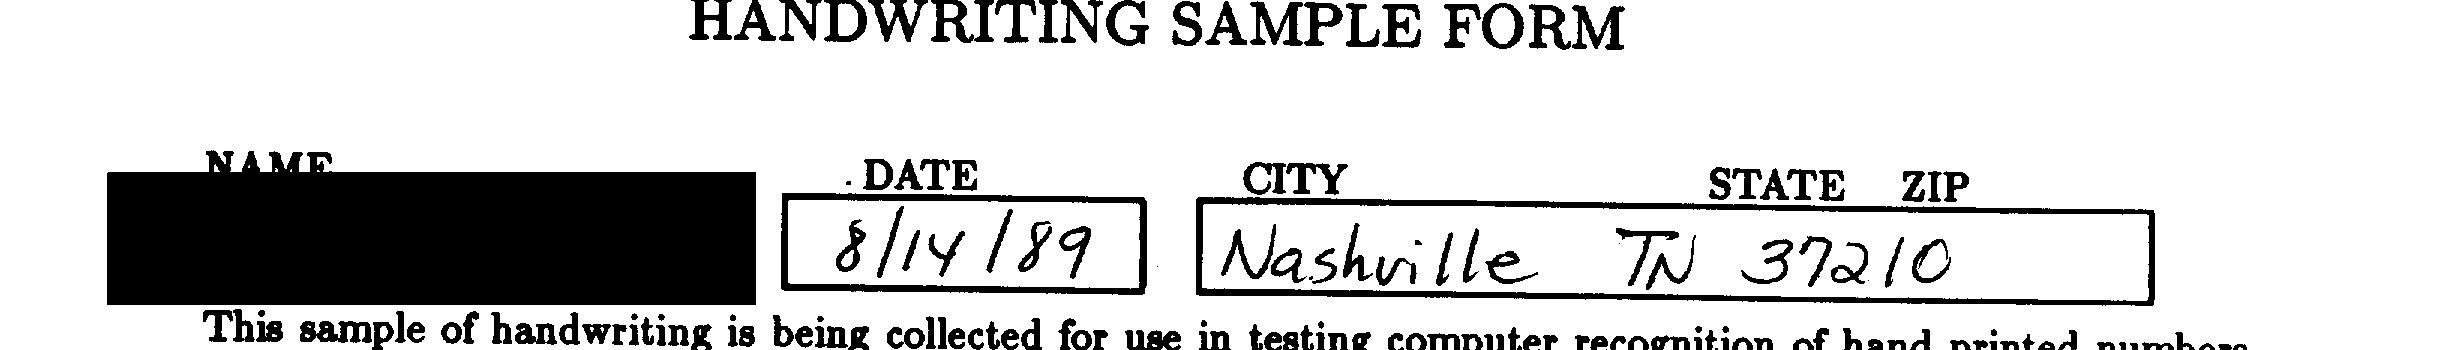 HANDWRITING SAMPLE FORM
NAME DATE CITY STATE ZIP
8/14/89 Nashville TN 37210
This sample of handwriting is being collected for use in testing computer recognition of hand printed numbers